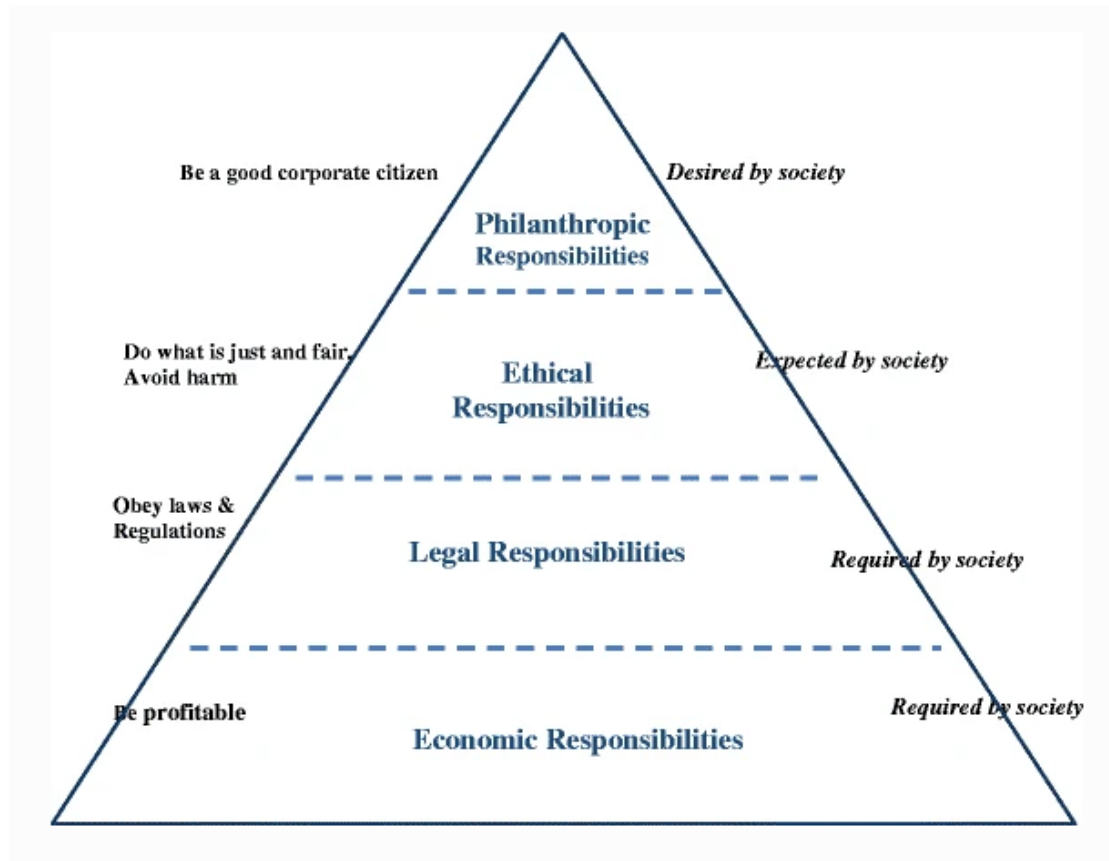 Be a good corporate citizen
Desired by society
Philanthropic
Responsibilities
Do what is just and fair,
Avoid harm
Expected by society
Ethical
Responsibilities
Obey laws &
Regulations
Legal Responsibilities
Required by society
Be profitable
Required by society
Economic Responsibilities